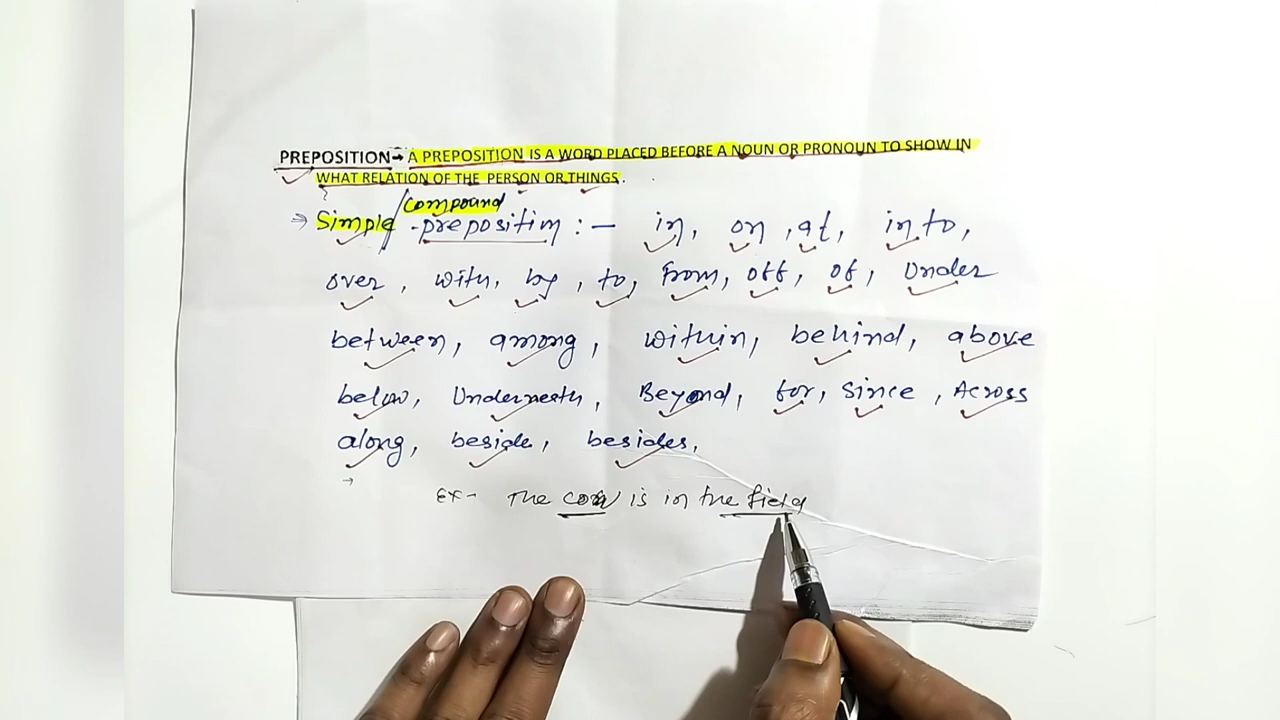 PREPOSITION→ A PREPOSITION IS A WORD PLACED BEFORE A NOUN OR PRONOUN TO SHOW IN
WHAT RELATION OF THE PERSON OR THINGS.
⇒ Simple/compound preposition :- in, on, at, into,
over, with, by, to, From, off, of, Under
between, among, within, behind, above
below, Underneath, Beyond, for, Since, Across
along, beside, besides,
Ex- The cow is in the field